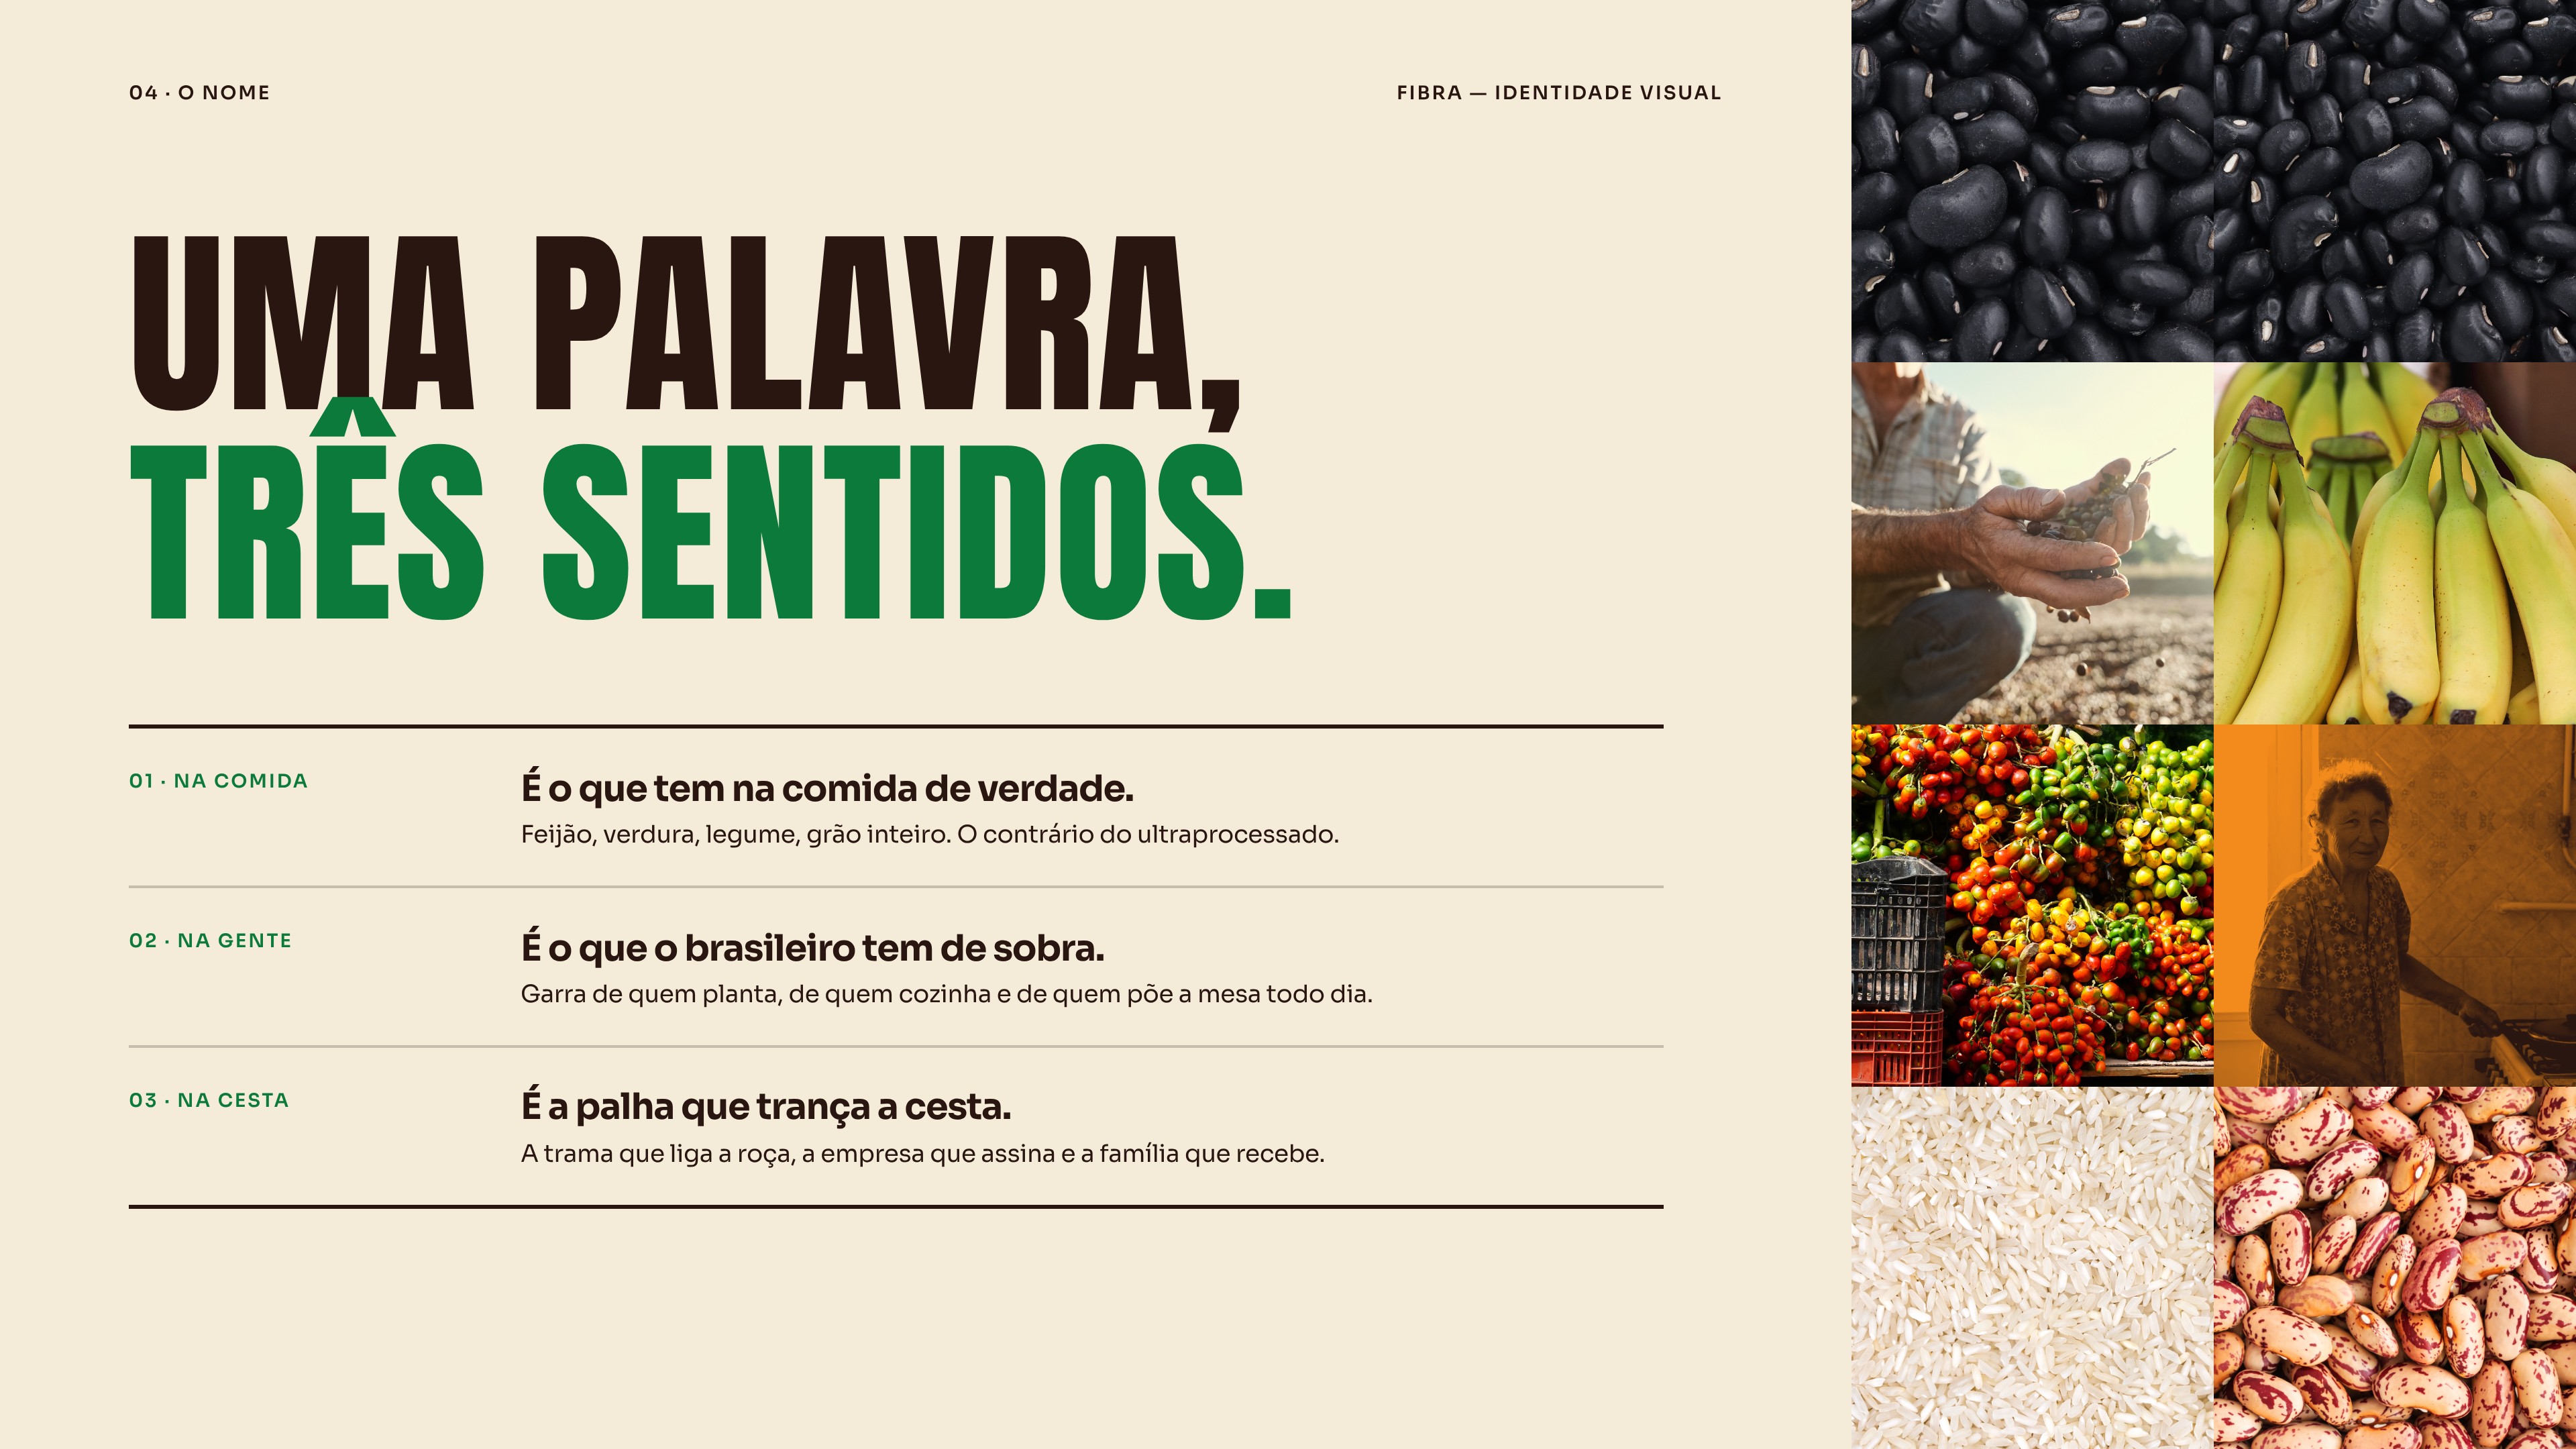 04 · O NOME
FIBRA — IDENTIDADE VISUAL
UMA PALAVRA,
TRÊS SENTIDOS.
01 · NA COMIDA
É o que tem na comida de verdade.
Feijão, verdura, legume, grão inteiro. O contrário do ultraprocessado.
02 · NA GENTE
É o que o brasileiro tem de sobra.
Garra de quem planta, de quem cozinha e de quem põe a mesa todo dia.
03 · NA CESTA
É a palha que trança a cesta.
A trama que liga a roça, a empresa que assina e a família que recebe.